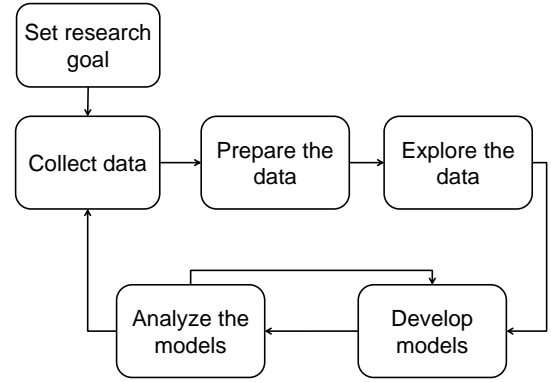 Set research
goal
Collect data
Prepare the
data
Explore the
data
Analyze the
models
Develop
models